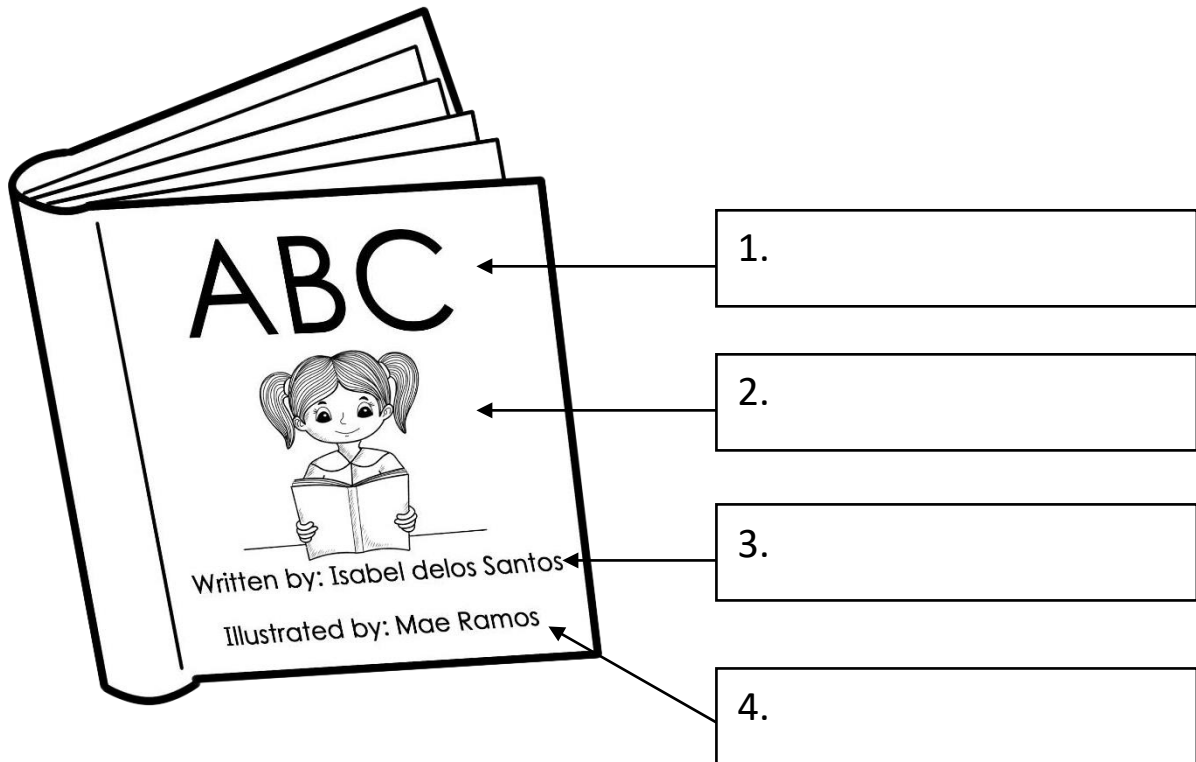 ABC
1.
2.
3.
Written by: Isabel delos Santos
Illustrated by: Mae Ramos
4.